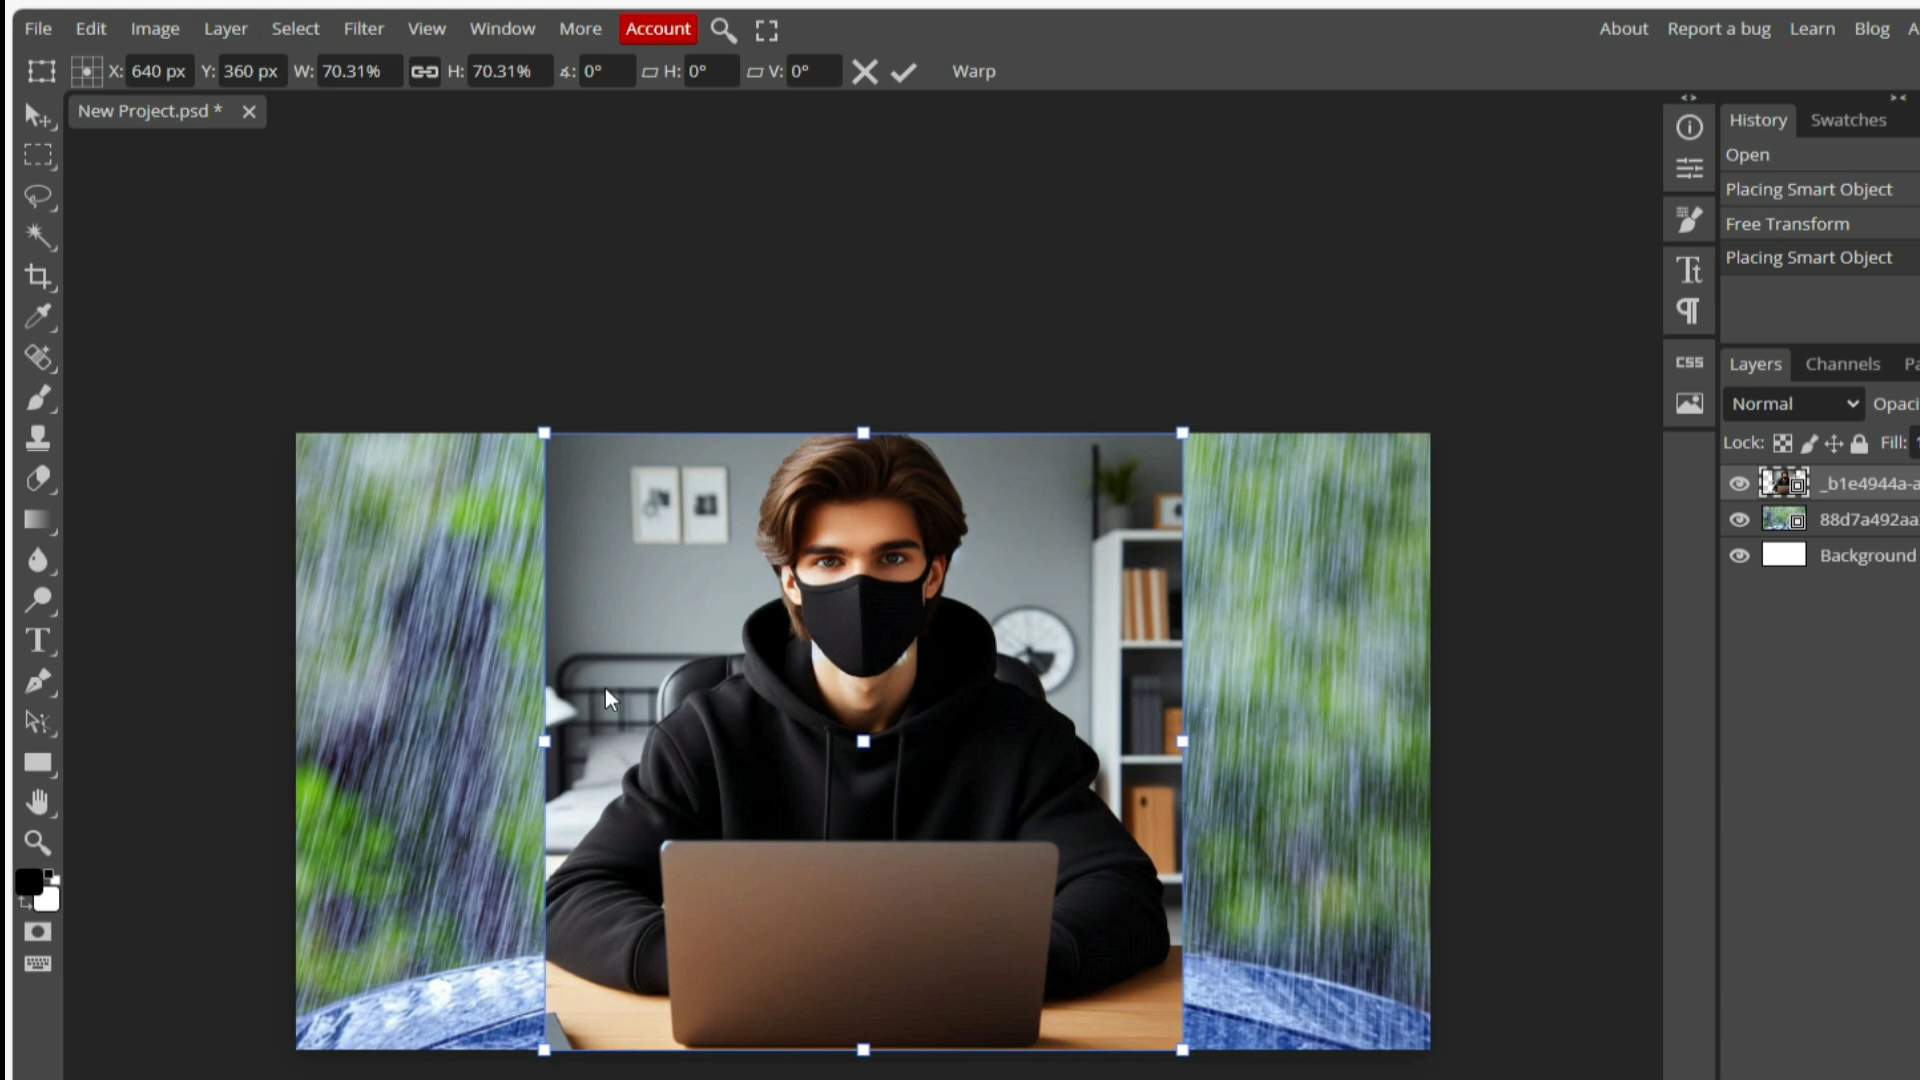 File Edit Image Layer Select Filter View Window More Account About Report a bug Learn Blog
X: 640 px Y: 360 px W: 70.31% H: 70.31% ∡: 0° H: 0° V: 0° Warp
New Project.psd *
History Swatches
Open
Placing Smart Object
Free Transform
Placing Smart Object
Tt
¶
CSS
Layers Channels
Normal
Lock: Fill:
_b1e4944a-a
88d7a492aa
Background
T